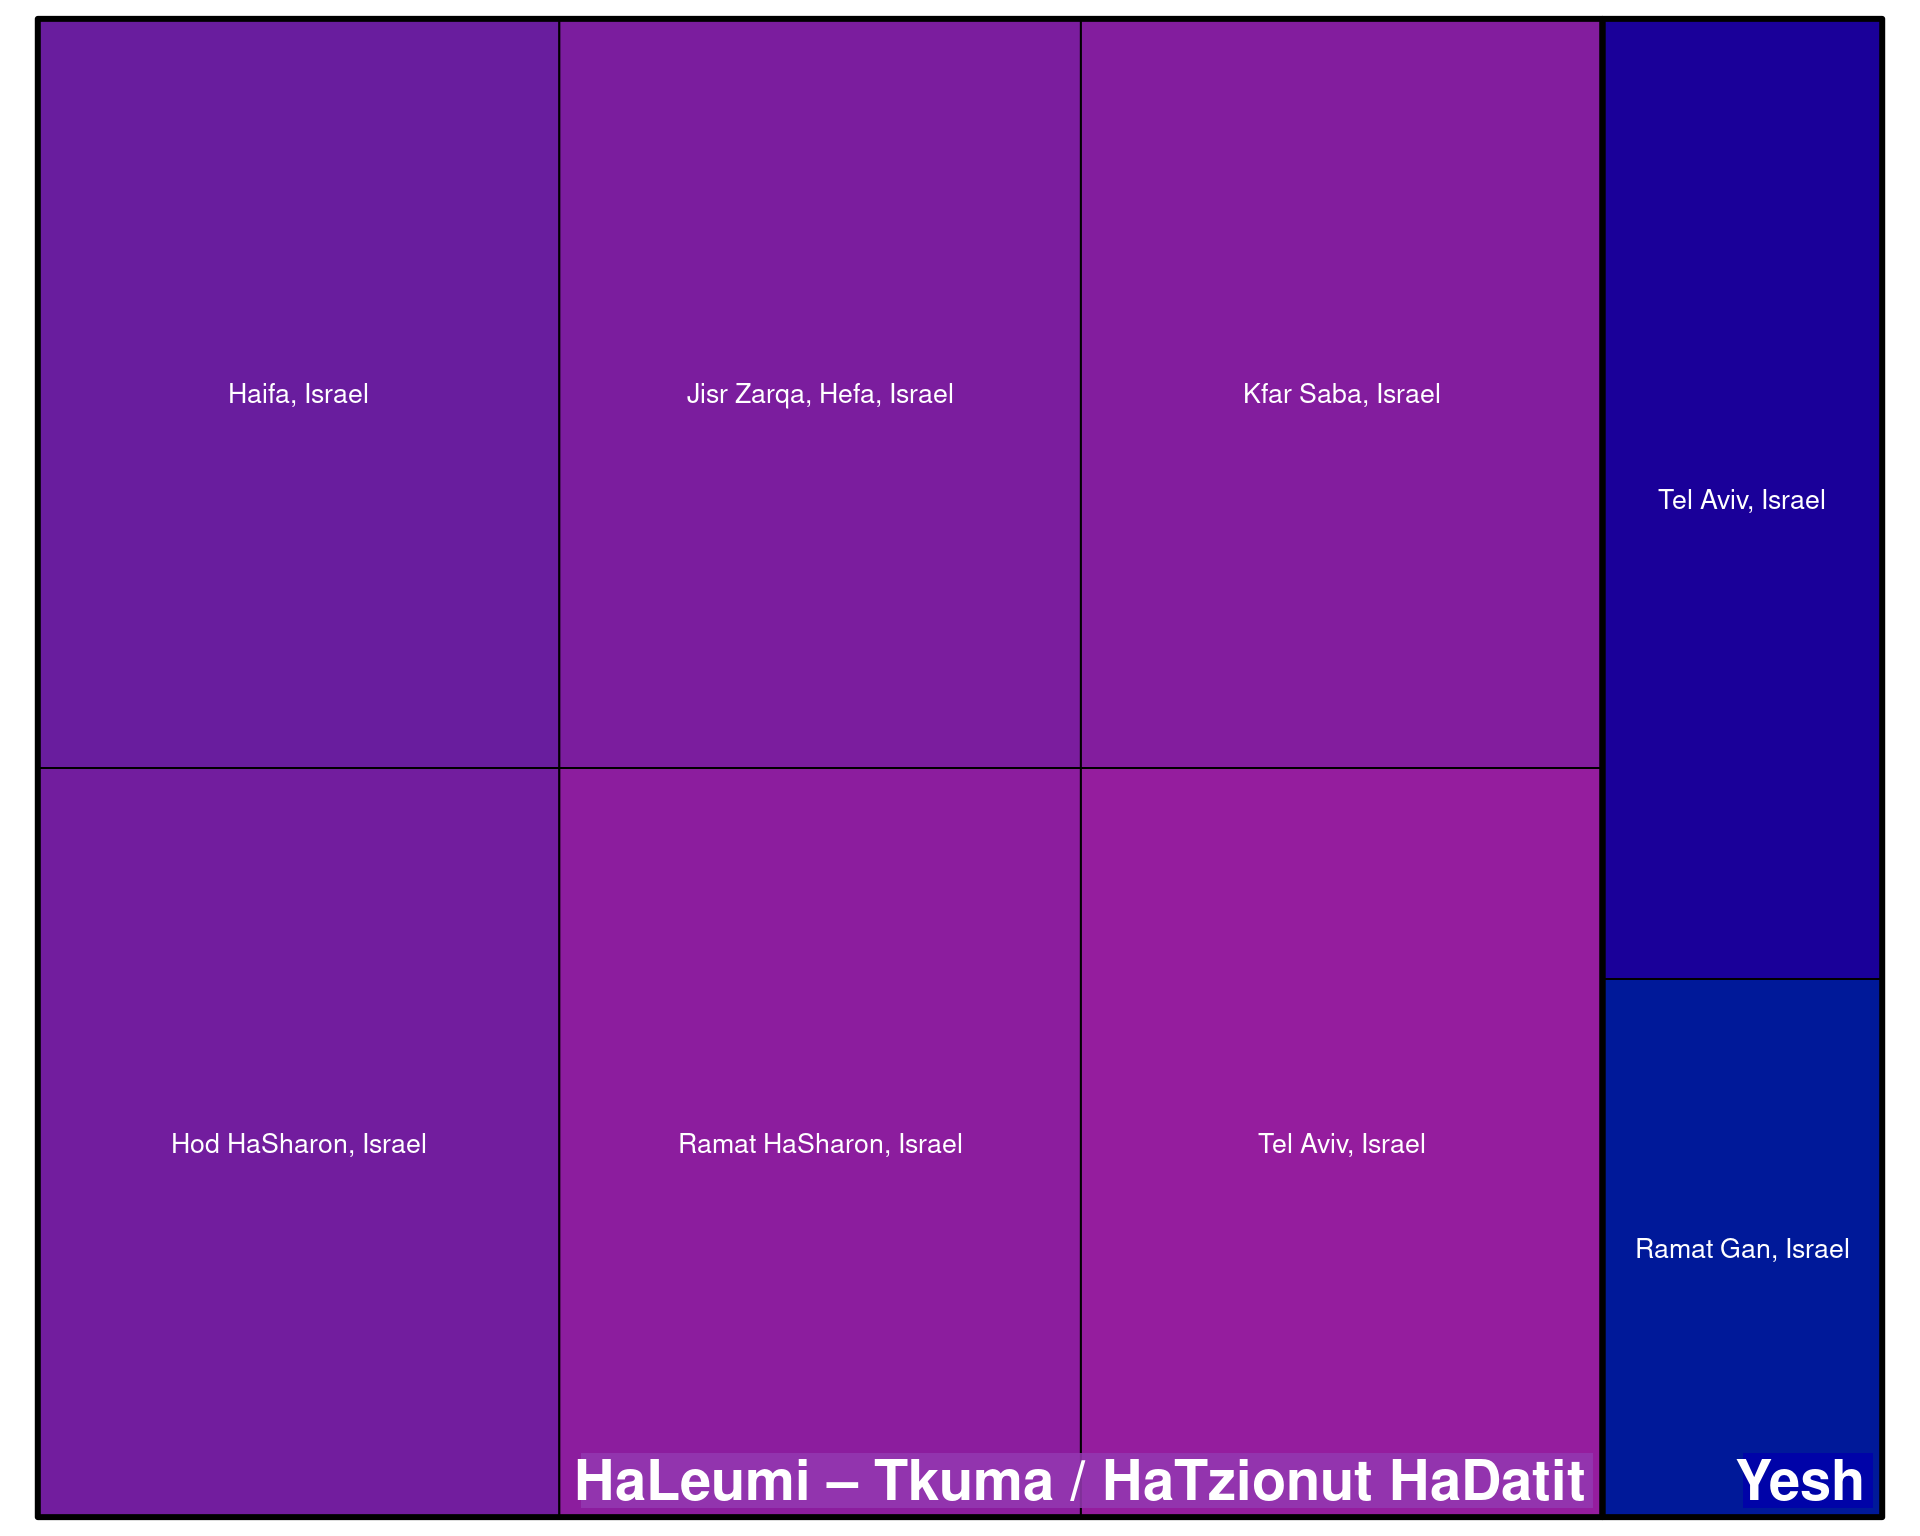 Haifa, Israel
Jisr Zarqa, Hefa, Israel
Kfar Saba, Israel
Tel Aviv, Israel
Hod HaSharon, Israel
Ramat HaSharon, Israel
Tel Aviv, Israel
Ramat Gan, Israel
HaLeumi – Tkuma / HaTzionut HaDatit
Yesh